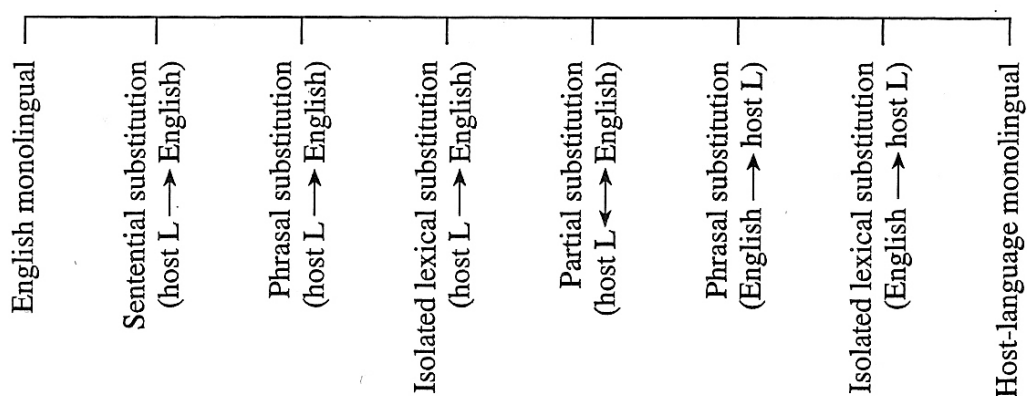 English monolingual
Sentential substitution
(host L ⟶ English)
Phrasal substitution
(host L ⟶ English)
Isolated lexical substitution
(host L ⟶ English)
Partial substitution
(host L ⟷ English)
Phrasal substitution
(English ⟶ host L)
Isolated lexical substitution
(English ⟶ host L)
Host-language monolingual